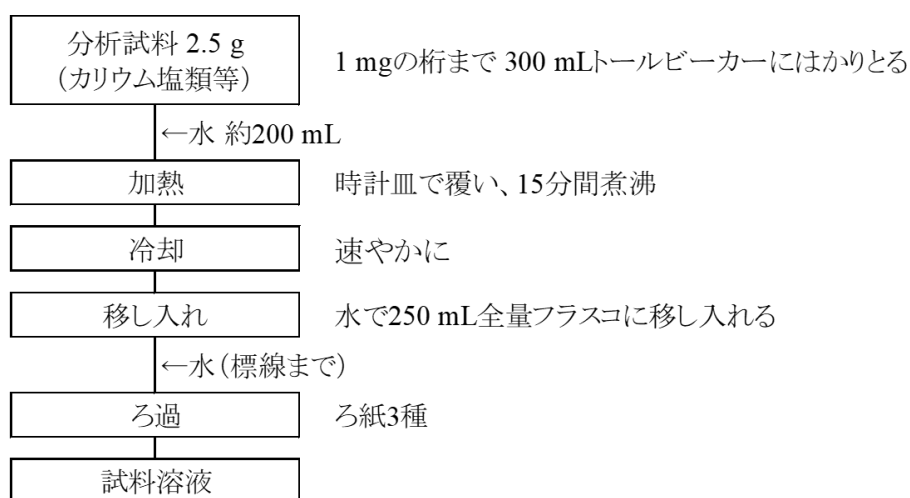 分析試料 2.5 g
(カリウム塩類等)
1 mgの桁まで 300 mLトールビーカーにはかりとる
←水 約200 mL
加熱
時計皿で覆い、15分間煮沸
冷却
速やかに
移し入れ
水で250 mL全量フラスコに移し入れる
←水(標線まで)
ろ過
ろ紙3種
試料溶液